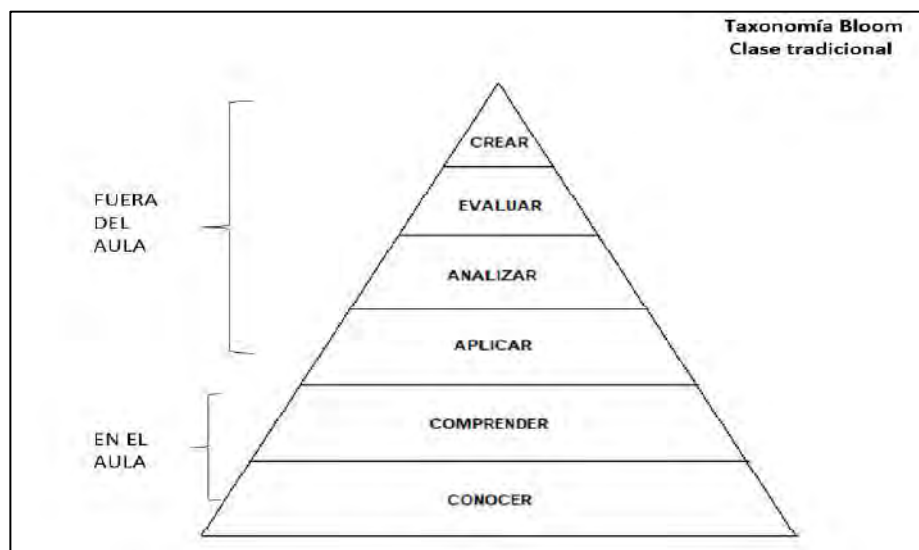 Taxonomía Bloom
Clase tradicional
CREAR
EVALUAR
ANALIZAR
APLICAR
COMPRENDER
CONOCER
FUERA
DEL
AULA
EN EL
AULA